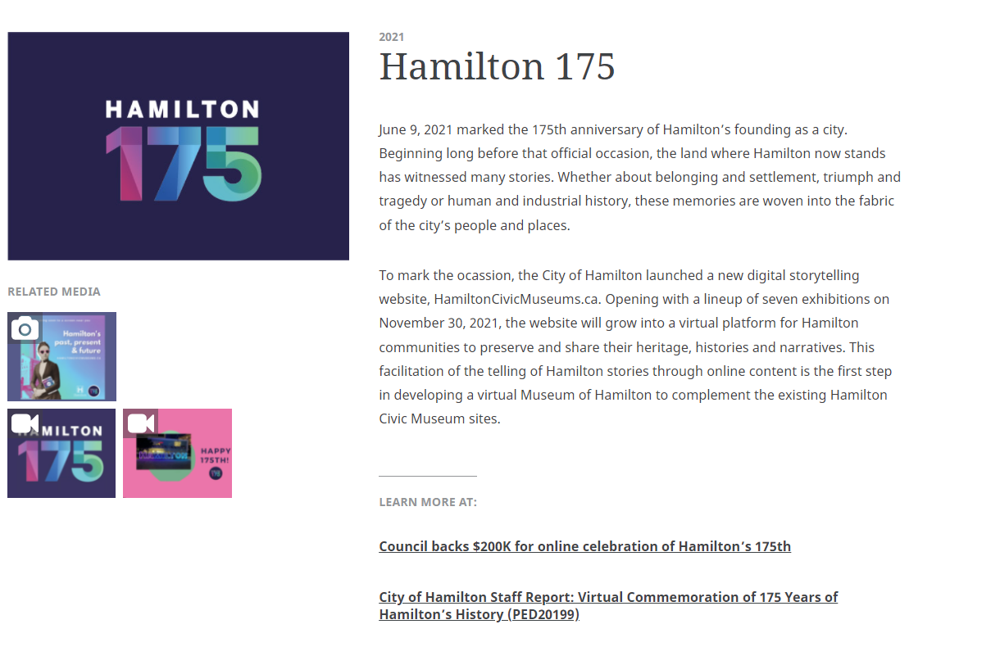 HAMILTON
175
RELATED MEDIA
Hamilton's
past, present
& future
HAMILTON
175
HAPPY
175TH!
2021
Hamilton 175
June 9, 2021 marked the 175th anniversary of Hamilton’s founding as a city.
Beginning long before that official occasion, the land where Hamilton now stands
has witnessed many stories. Whether about belonging and settlement, triumph and
tragedy or human and industrial history, these memories are woven into the fabric
of the city’s people and places.
To mark the ocassion, the City of Hamilton launched a new digital storytelling
website, HamiltonCivicMuseums.ca. Opening with a lineup of seven exhibitions on
November 30, 2021, the website will grow into a virtual platform for Hamilton
communities to preserve and share their heritage, histories and narratives. This
facilitation of the telling of Hamilton stories through online content is the first step
in developing a virtual Museum of Hamilton to complement the existing Hamilton
Civic Museum sites.
LEARN MORE AT:
Council backs $200K for online celebration of Hamilton’s 175th
City of Hamilton Staff Report: Virtual Commemoration of 175 Years of
Hamilton’s History (PED20199)